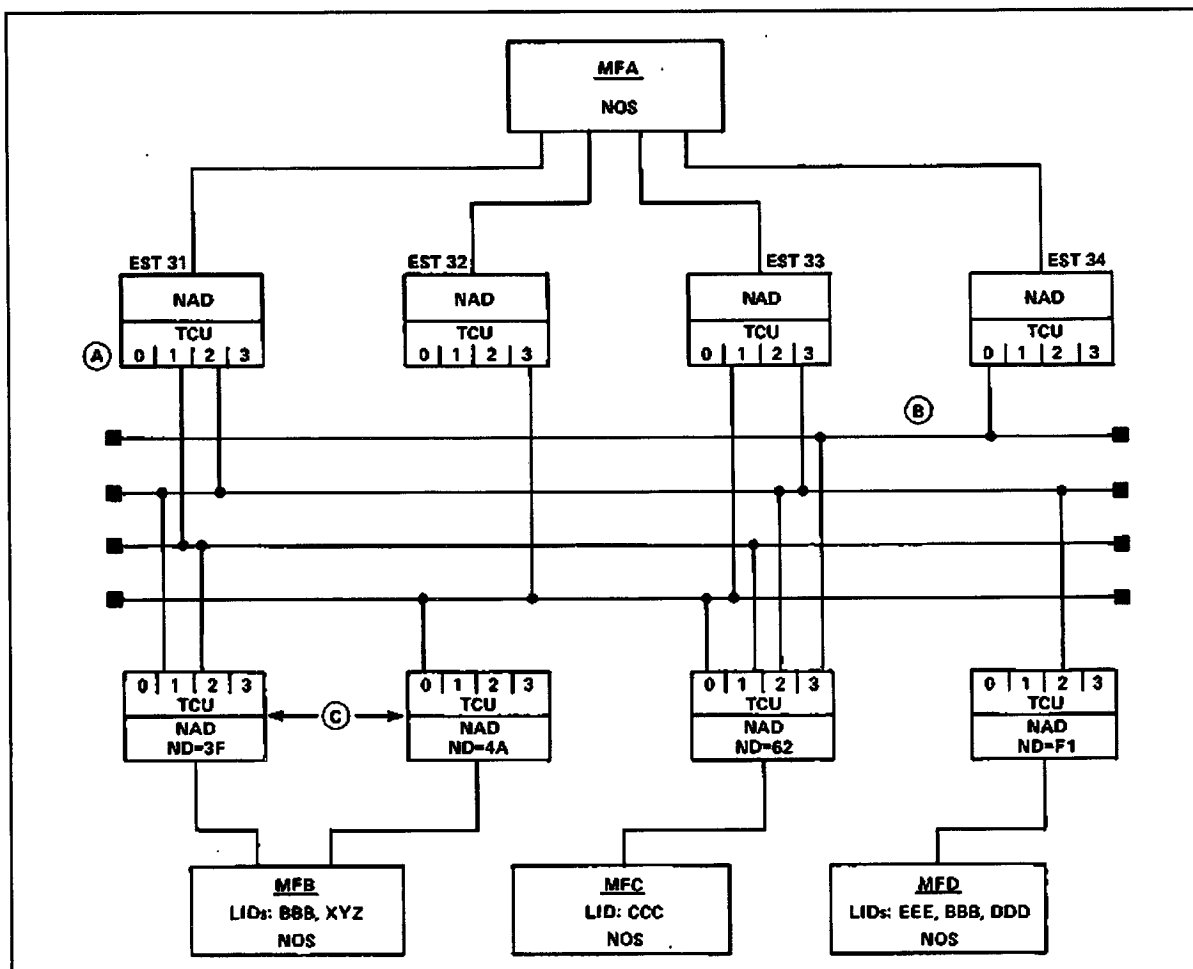 MFA
NOS
EST 31
EST 32
EST 33
EST 34
NAD
NAD
NAD
NAD
TCU
TCU
TCU
TCU
A
0 | 1 | 2 | 3
0 | 1 | 2 | 3
0 | 1 | 2 | 3
0 | 1 | 2 | 3
B
0 | 1 | 2 | 3
0 | 1 | 2 | 3
0 | 1 | 2 | 3
0 | 1 | 2 | 3
TCU
C
TCU
TCU
TCU
NAD
NAD
NAD
NAD
ND=3F
ND=4A
ND=62
ND=F1
MFB
MFC
MFD
LIDs: BBB, XYZ
LID: CCC
LIDs: EEE, BBB, DDD
NOS
NOS
NOS